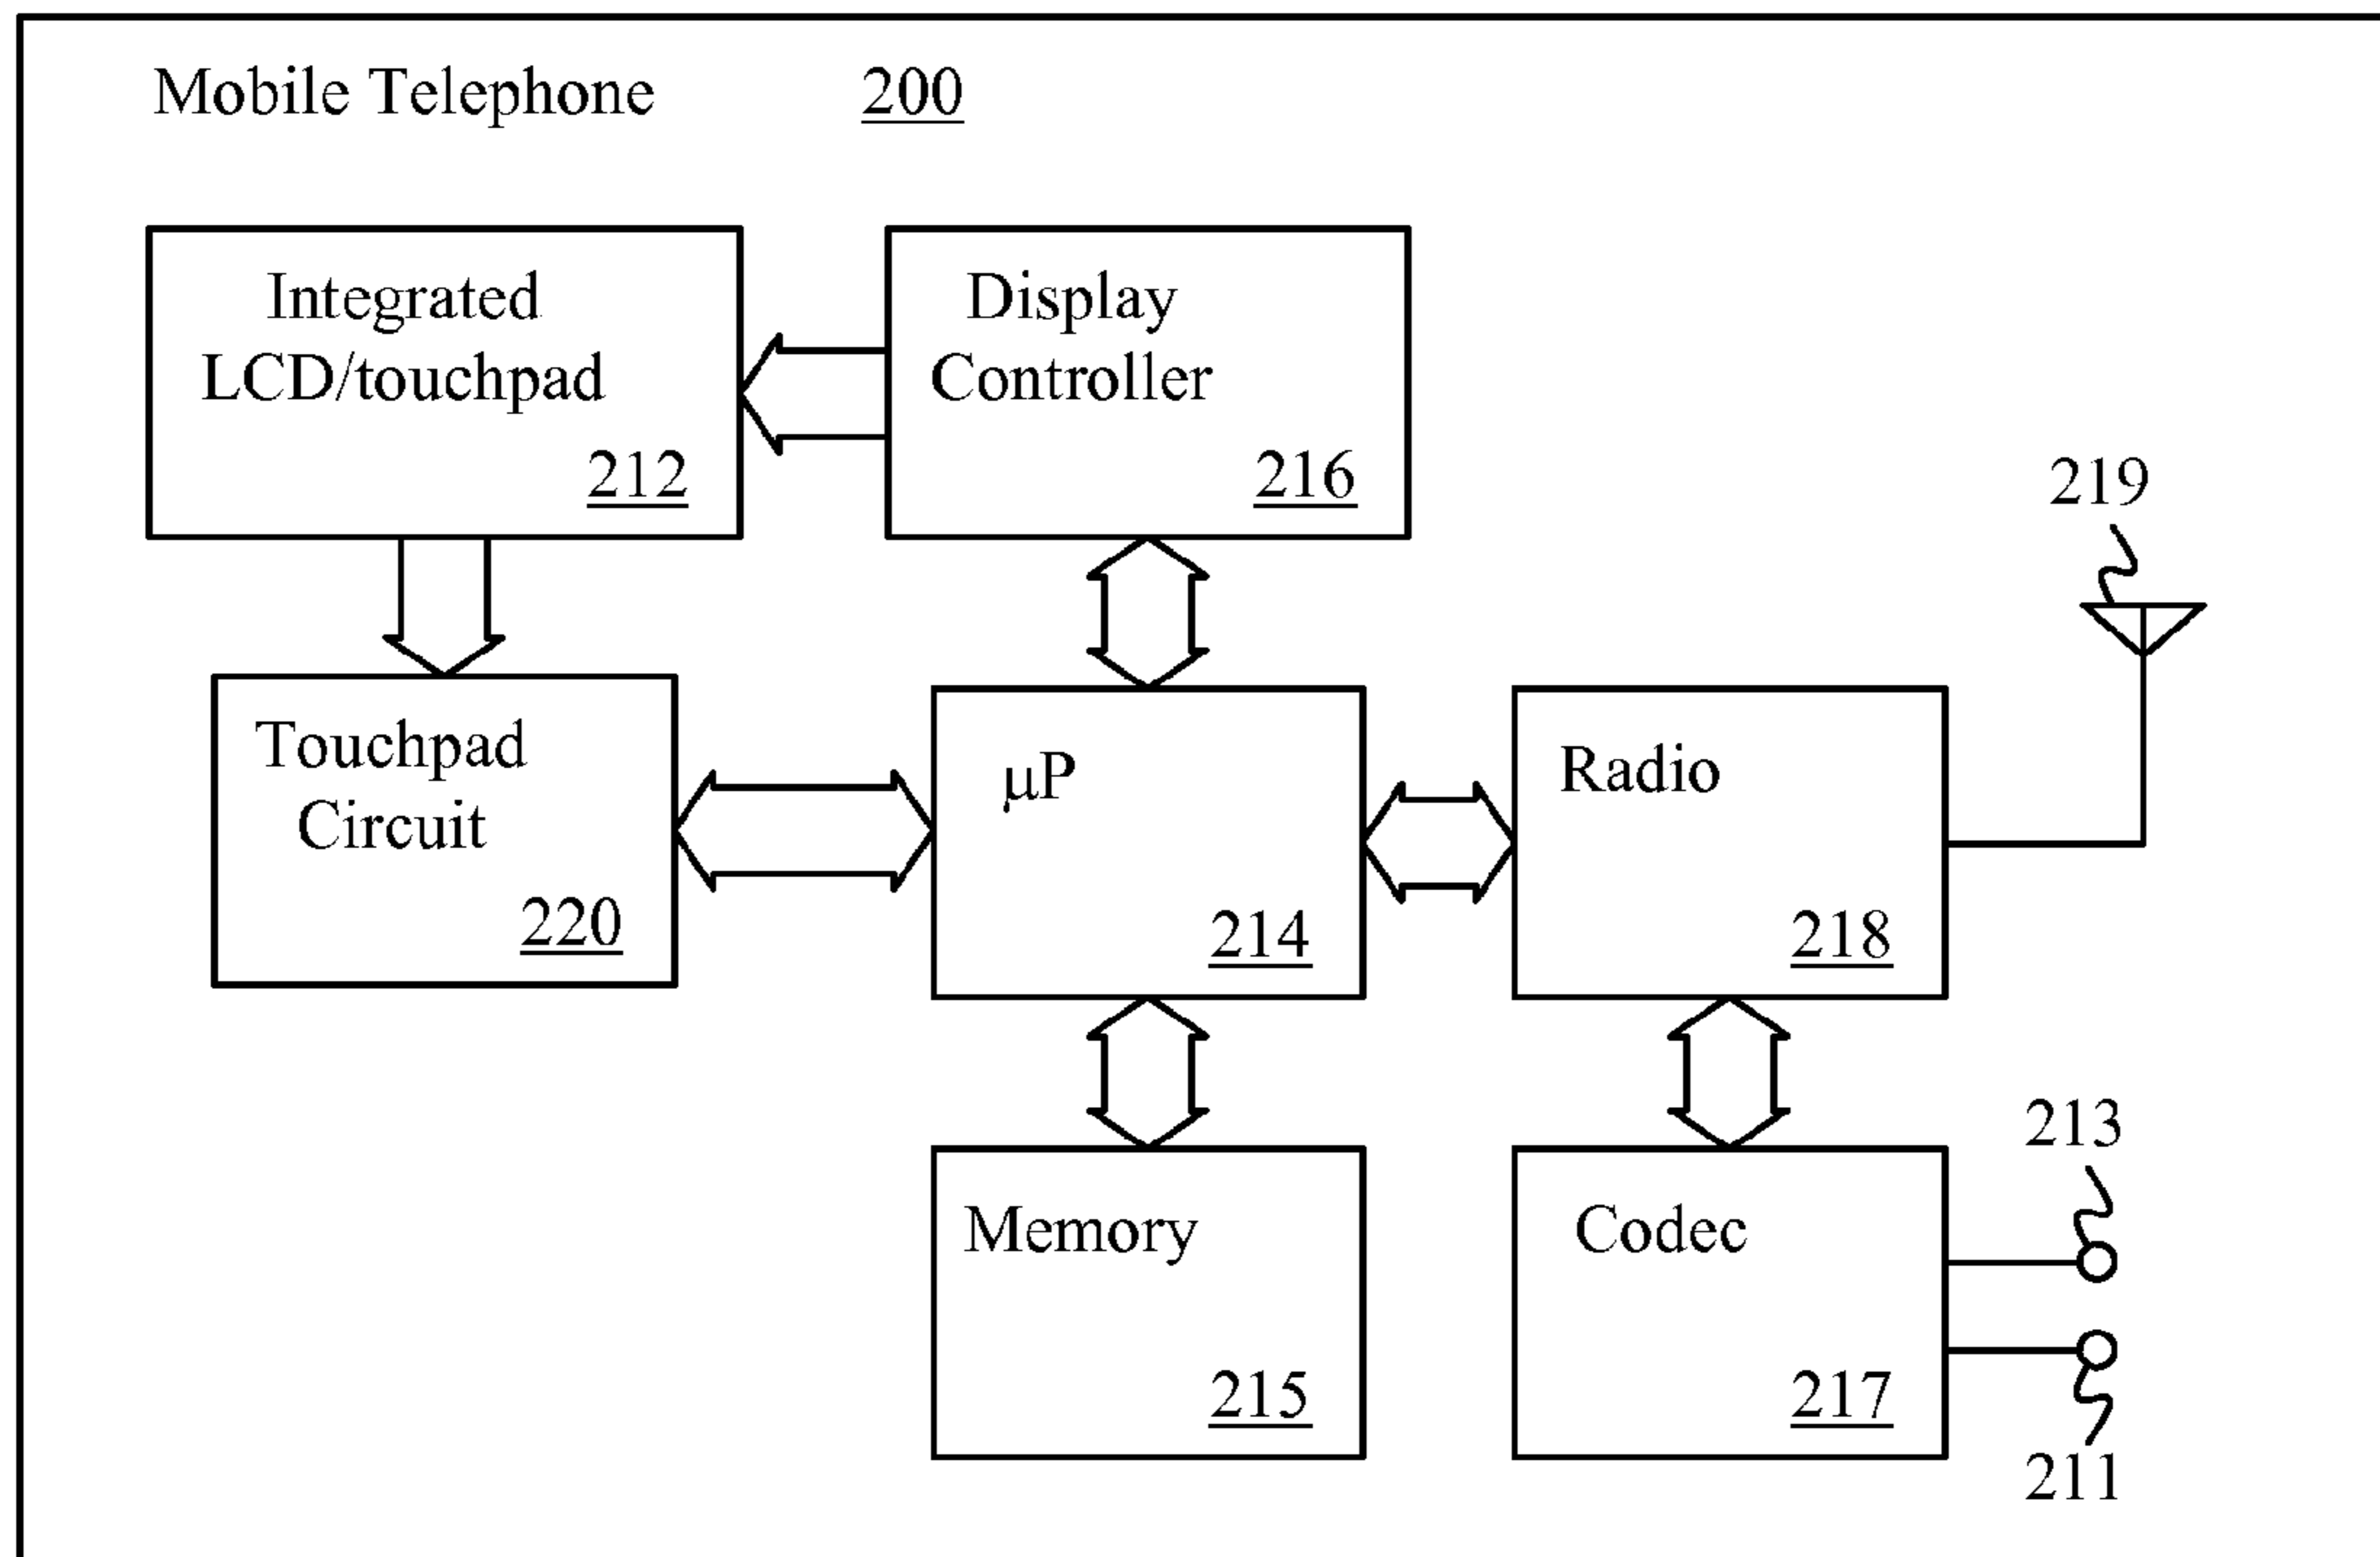 Mobile Telephone 200
Integrated
LCD/touchpad
212
Display
Controller
216
219
Touchpad
Circuit
220
µP
214
Radio
218
Memory
215
Codec
217
213
211